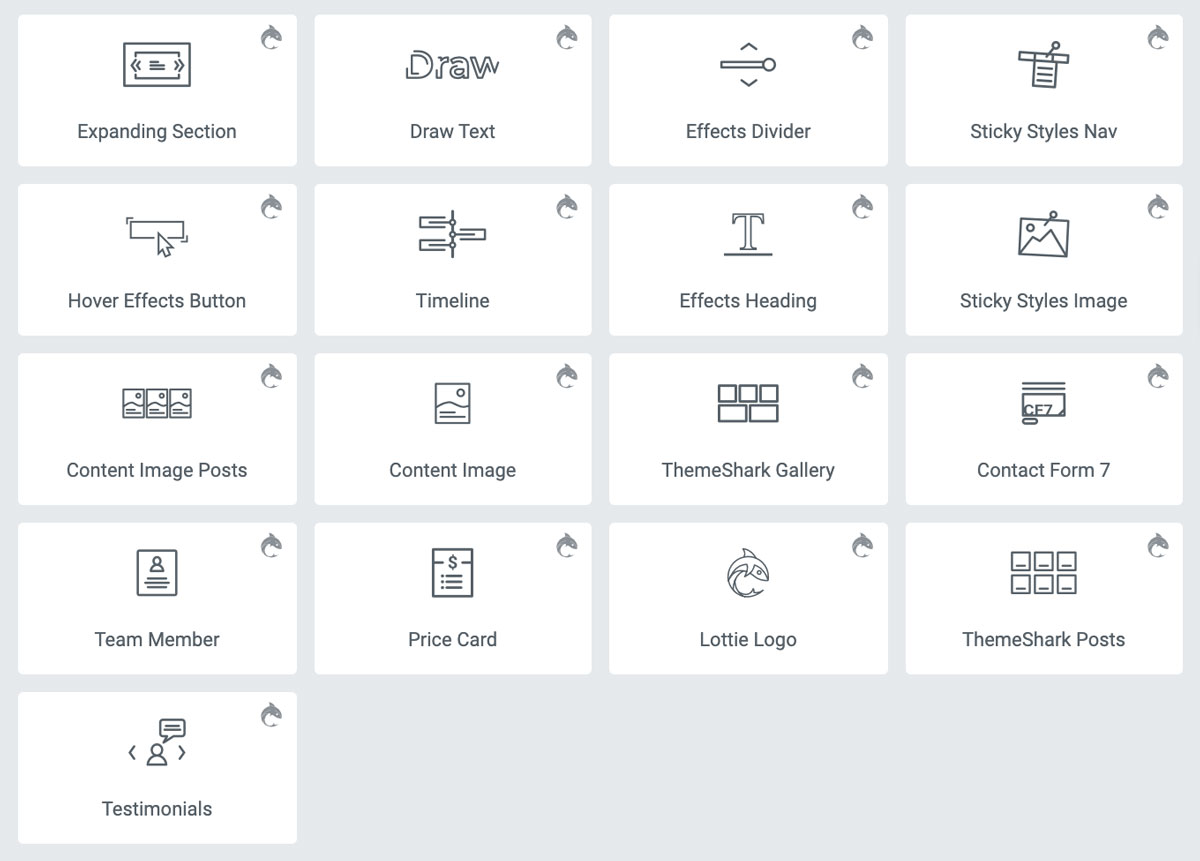 Expanding Section
Draw
Draw Text
Effects Divider
Sticky Styles Nav
Hover Effects Button
Timeline
T
Effects Heading
Sticky Styles Image
Content Image Posts
Content Image
ThemeShark Gallery
CF7
Contact Form 7
Team Member
$
Price Card
Lottie Logo
ThemeShark Posts
Testimonials